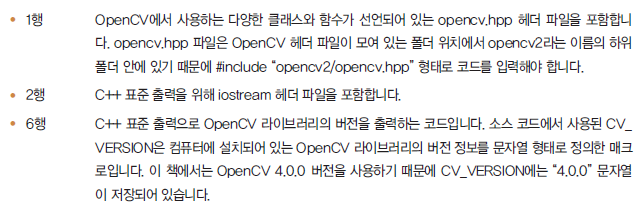 • 1행 OpenCV에서 사용하는 다양한 클래스와 함수가 선언되어 있는 opencv.hpp 헤더 파일을 포함합니
다. opencv.hpp 파일은 OpenCV 헤더 파일이 모여 있는 폴더 위치에서 opencv2라는 이름의 하위
폴더 안에 있기 때문에 #include “opencv2/opencv.hpp” 형태로 코드를 입력해야 합니다.
• 2행 C++ 표준 출력을 위해 iostream 헤더 파일을 포함합니다.
• 6행 C++ 표준 출력으로 OpenCV 라이브러리의 버전을 출력하는 코드입니다. 소스 코드에서 사용된 CV_
VERSION은 컴퓨터에 설치되어 있는 OpenCV 라이브러리의 버전 정보를 문자열 형태로 정의한 매크
로입니다. 이 책에서는 OpenCV 4.0.0 버전을 사용하기 때문에 CV_VERSION에는 “4.0.0” 문자열
이 저장되어 있습니다.